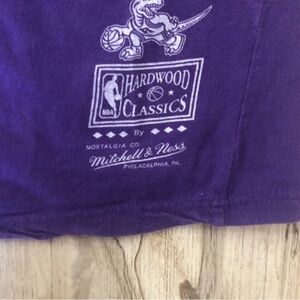 HARDWOOD
CLASSICS
NBA
By
NOSTALGIA CO.
Mitchell & Ness
PHILADELPHIA, PA.